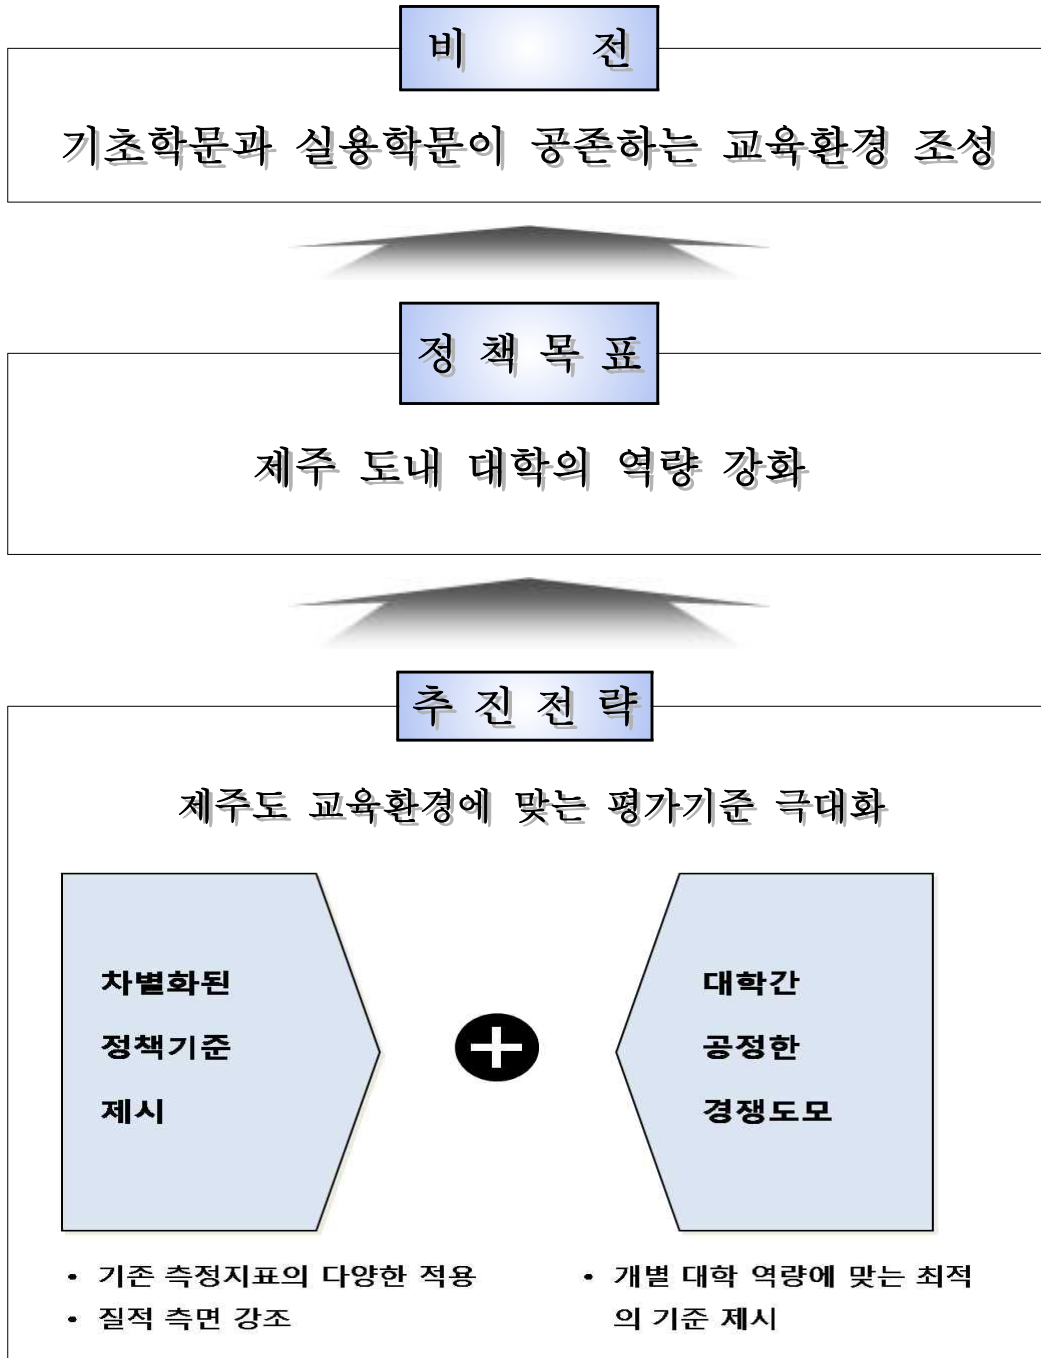 비 전
기초학문과 실용학문이 공존하는 교육환경 조성
정 책 목 표
제주 도내 대학의 역량 강화
추 진 전 략
제주도 교육환경에 맞는 평가기준 극대화
차별화된
정책기준
제시
대학간
공정한
경쟁도모
• 기존 측정지표의 다양한 적용
• 질적 측면 강조
• 개별 대학 역량에 맞는 최적
의 기준 제시